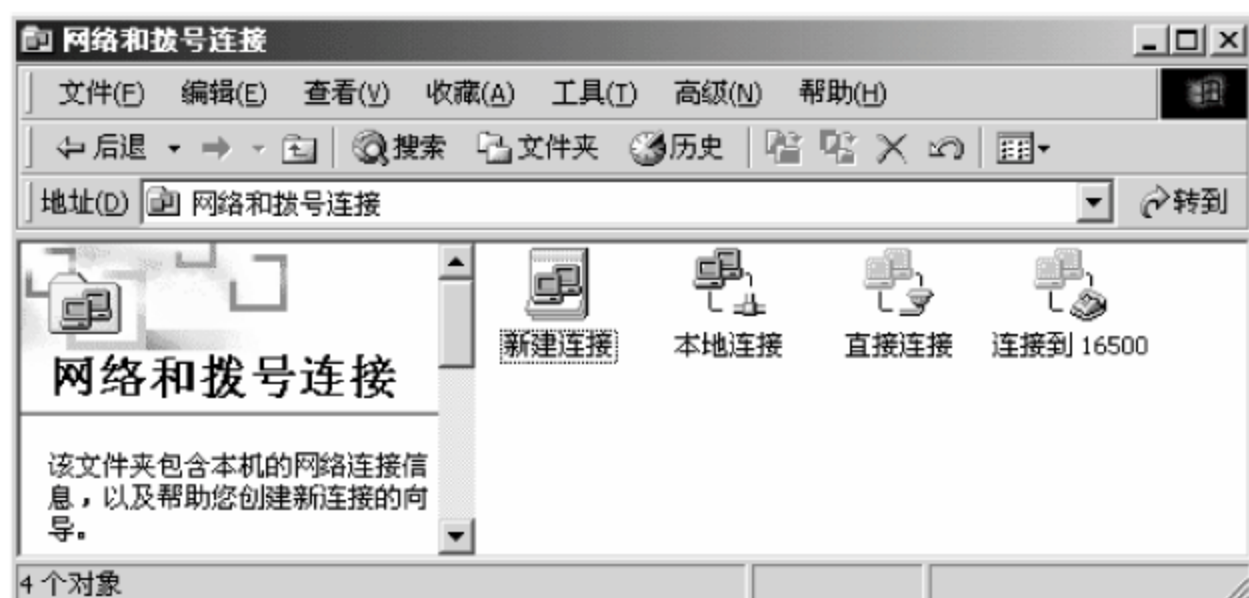 网络和拨号连接
文件(F) 编辑(E) 查看(V) 收藏(A) 工具(T) 高级(N) 帮助(H)
后退 搜索 文件夹 历史
地址(D) 网络和拨号连接 转到
网络和拨号连接
该文件夹包含本机的网络连接信
息，以及帮助您创建新连接的向
导。
新建连接 本地连接 直接连接 连接到 16500
4 个对象